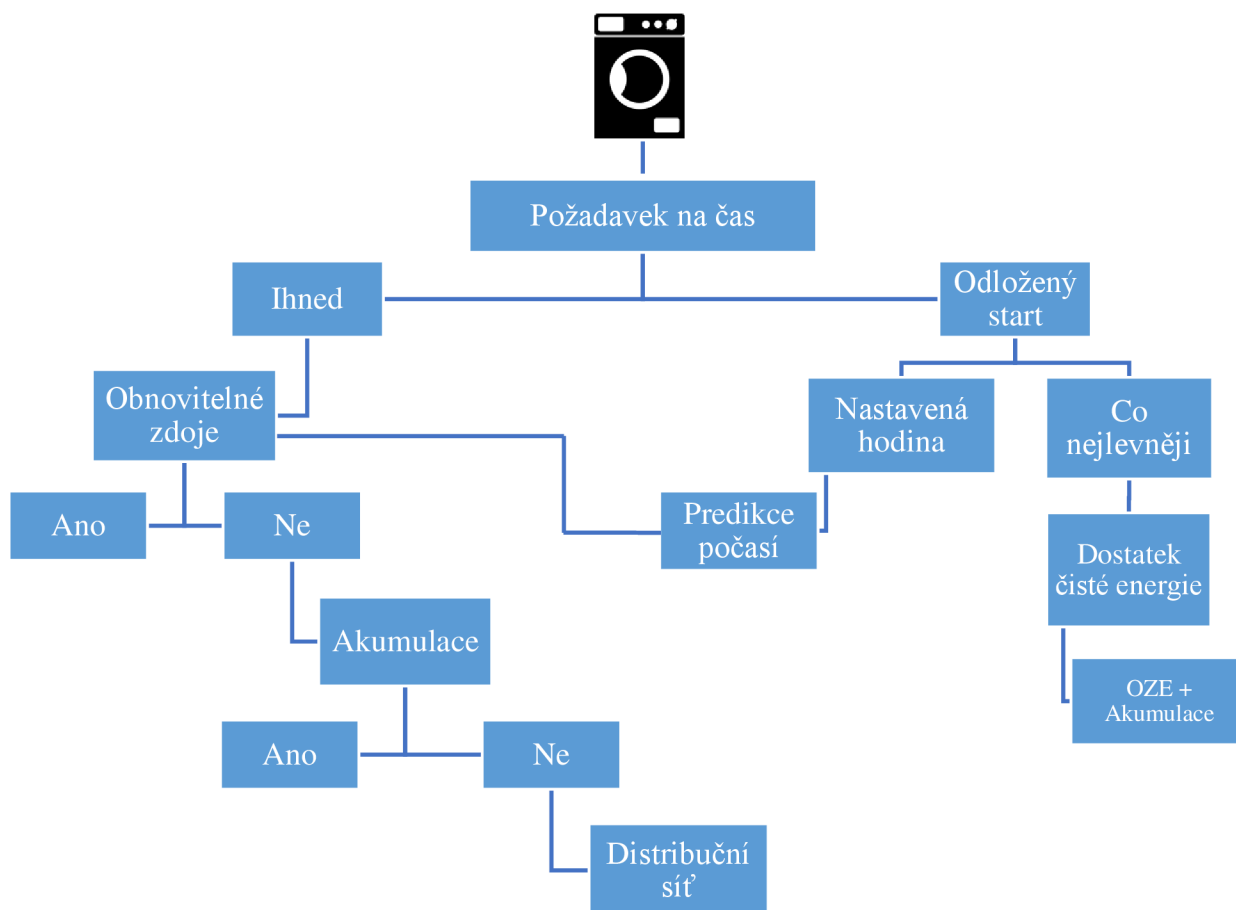 Požadavek na čas
Ihned
Odložený
start
Obnovitelné
zdoje
Nastavená
hodina
Co
nejlevněji
Ano
Ne
Predikce
počasí
Dostatek
čisté energie
Akumulace
OZE +
Akumulace
Ano
Ne
Distribuční
síť